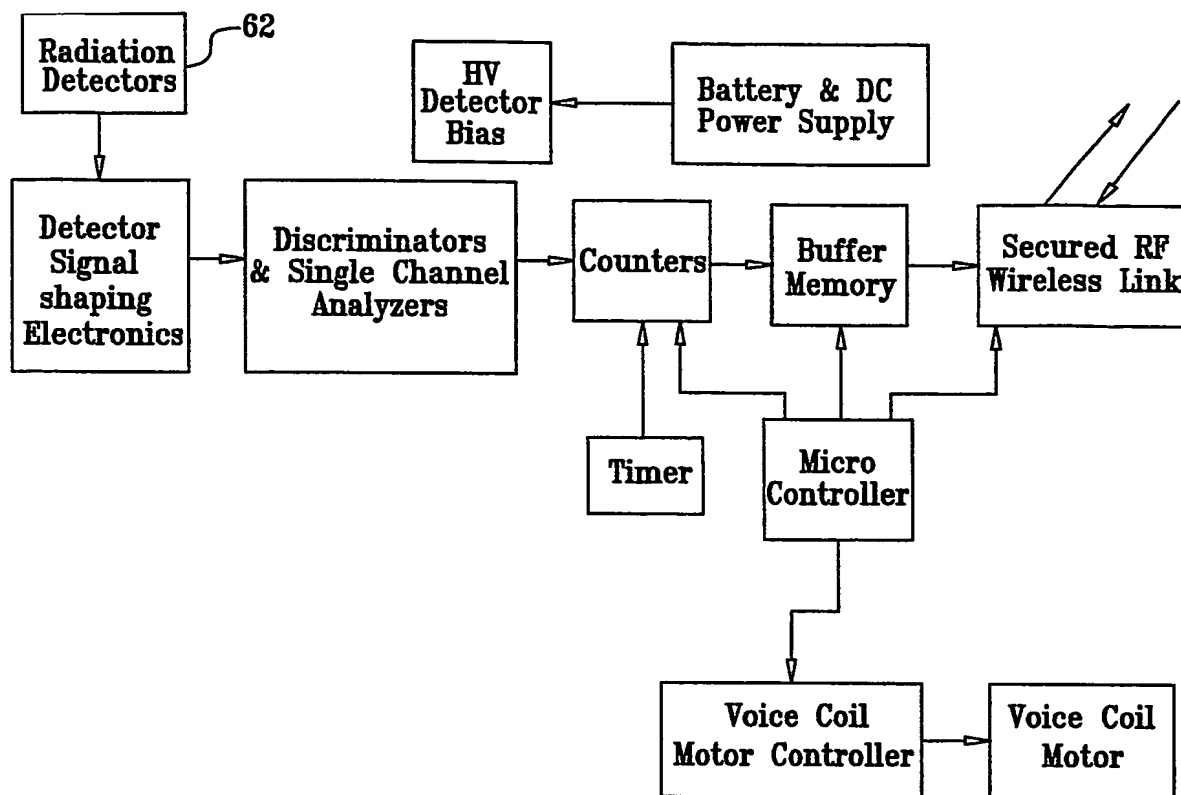 Radiation
Detectors
62
HV
Detector
Bias
Battery & DC
Power Supply
Detector
Signal
shaping
Electronics
Discriminators
& Single Channel
Analyzers
Counters
Buffer
Memory
Secured RF
Wireless Link
Timer
Micro
Controller
Voice Coil
Motor Controller
Voice Coil
Motor